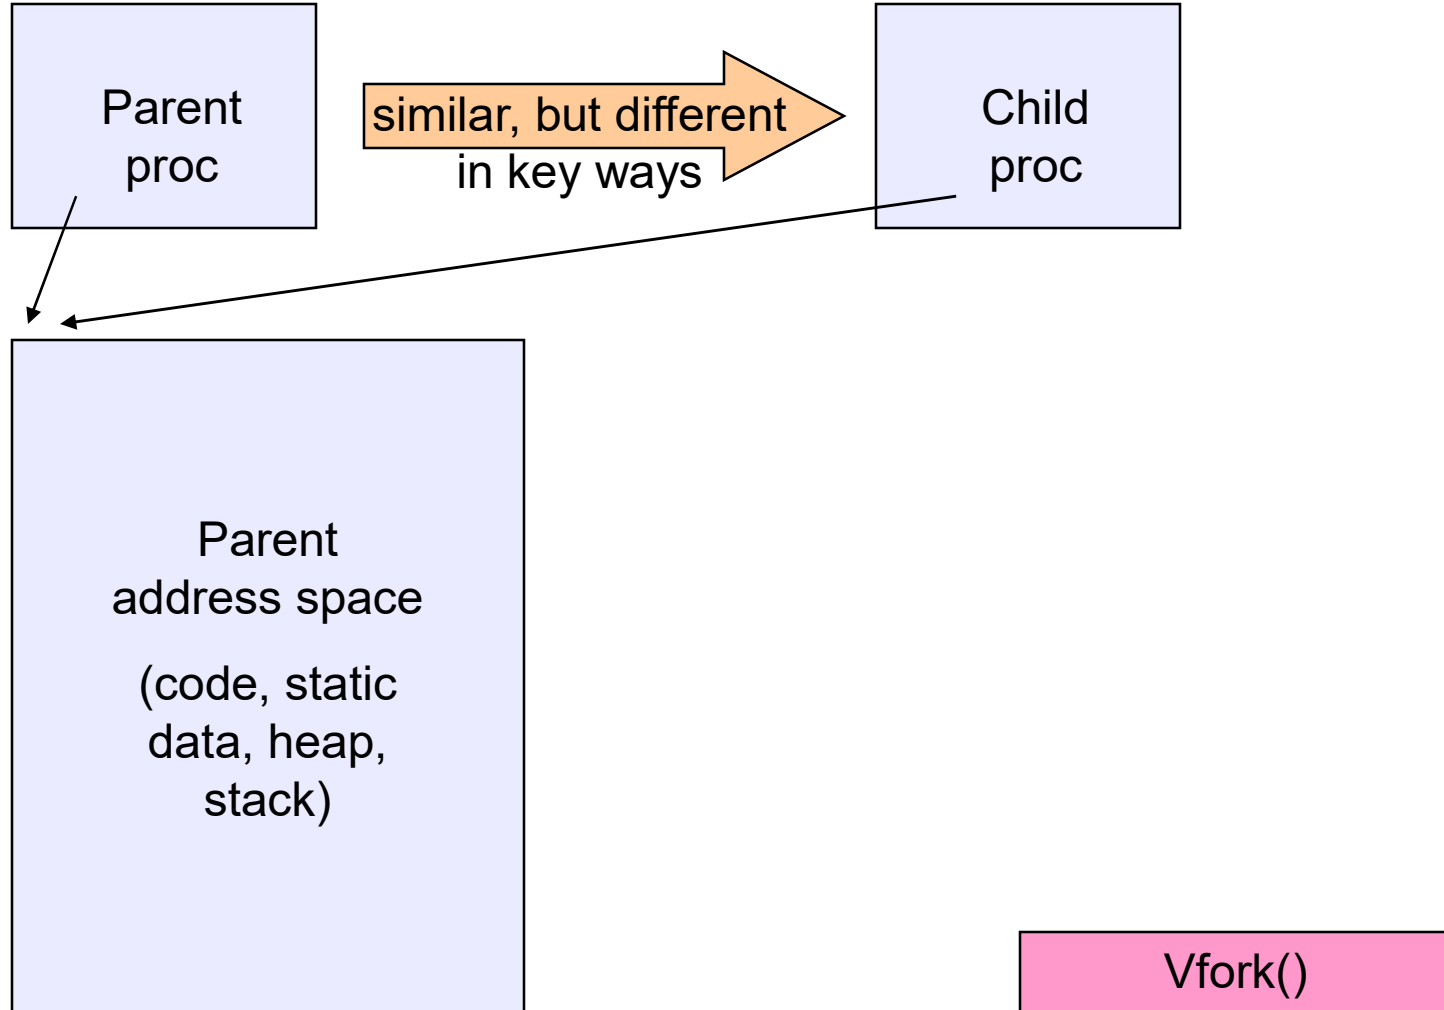 Parent
proc
similar, but different
in key ways
Child
proc
Parent
address space
(code, static
data, heap,
stack)
Vfork()